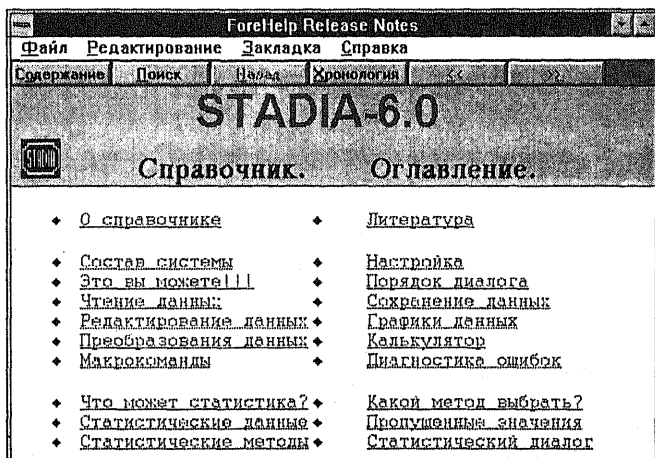 ForeHelp Release Notes
Файл Редактирование Закладка Справка
Содержание Поиск Назад Хронология << >>
STADIA-6.0
STADIA Справочник. Оглавление.
О справочнике Литература
Состав системы Настройка
Это вы можете!!! Порядок диалога
Чтение данных Сохранение данных
Редактирование данных Графики данных
Преобразования данных Калькулятор
Макрокоманды Диагностика ошибок
Что может статистика? Какой метод выбрать?
Статистические данные Пропущенные значения
Статистические методы Статистический диалог